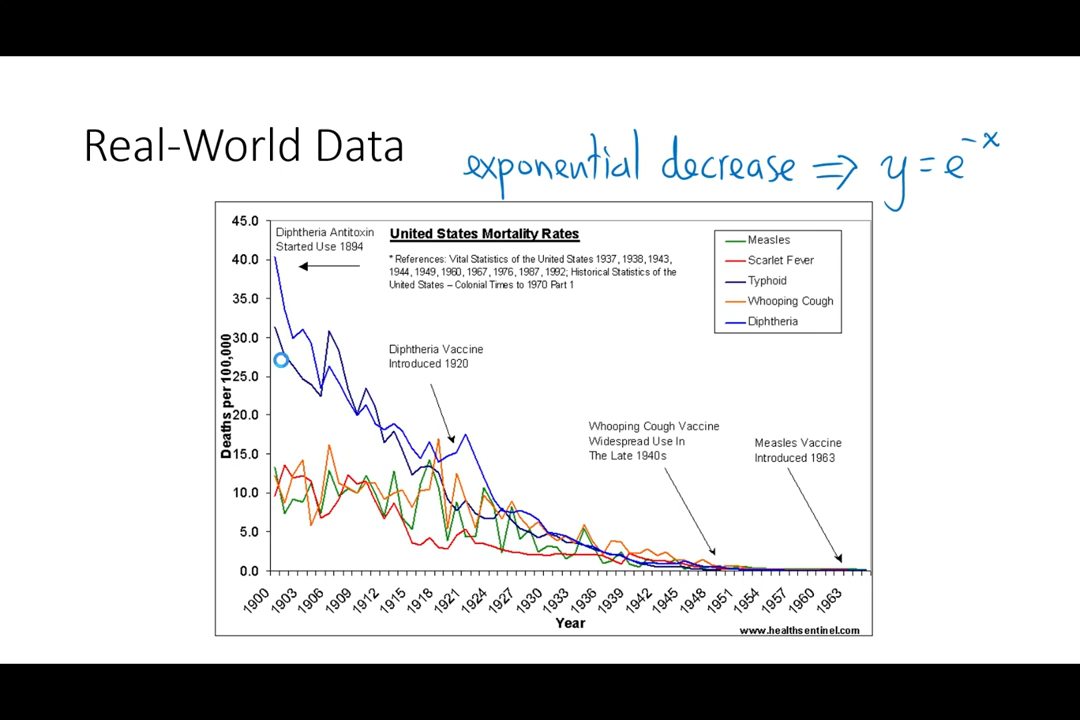 Real-World Data
exponential decrease ⇒ y = e^{-x}
45.0
40.0
35.0
30.0
25.0
20.0
15.0
10.0
5.0
0.0
Deaths per 100,000
Diphtheria Antitoxin
Started Use 1894
United States Mortality Rates
* References: Vital Statistics of the United States 1937, 1938, 1943,
1944, 1949, 1960, 1967, 1976, 1987, 1992; Historical Statistics of the
United States – Colonial Times to 1970 Part 1
Measles
Scarlet Fever
Typhoid
Whooping Cough
Diphtheria
Diphtheria Vaccine
Introduced 1920
Whooping Cough Vaccine
Widespread Use In
The Late 1940s
Measles Vaccine
Introduced 1963
1900 1903 1906 1909 1912 1915 1918 1921 1924 1927 1930 1933 1936 1939 1942 1945 1948 1951 1954 1957 1960 1963
Year
www.healthsentinel.com